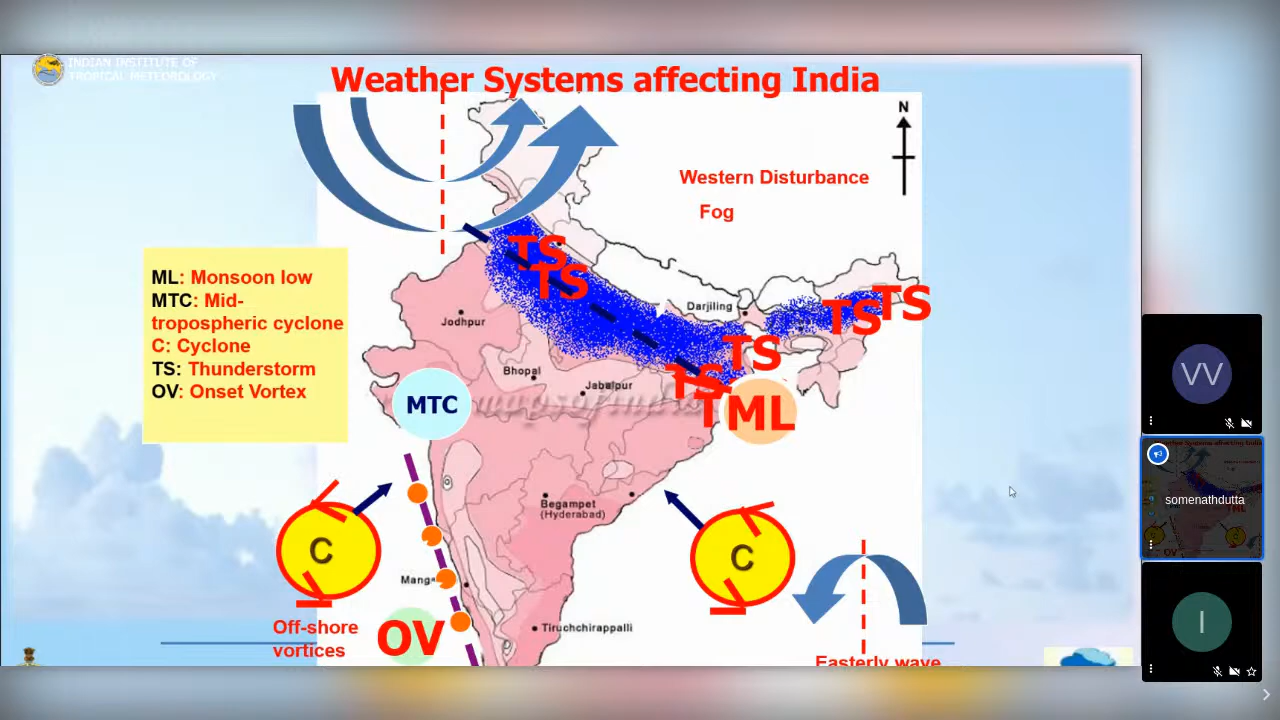 INDIAN INSTITUTE OF
TROPICAL METEOROLOGY
Weather Systems affecting India
N
Western Disturbance
Fog
ML: Monsoon low
MTC: Mid-
tropospheric cyclone
C: Cyclone
TS: Thunderstorm
OV: Onset Vortex
TS
TS
TS
TS
TS
TS
T
ML
MTC
Darjiling
Jodhpur
Bhopal
Jabalpur
mapsofindia
Begampet
(Hyderabad)
C
C
Manga
Off-shore
vortices
OV
Tiruchchirappalli
Easterly wave
VV
somenathdutta
I